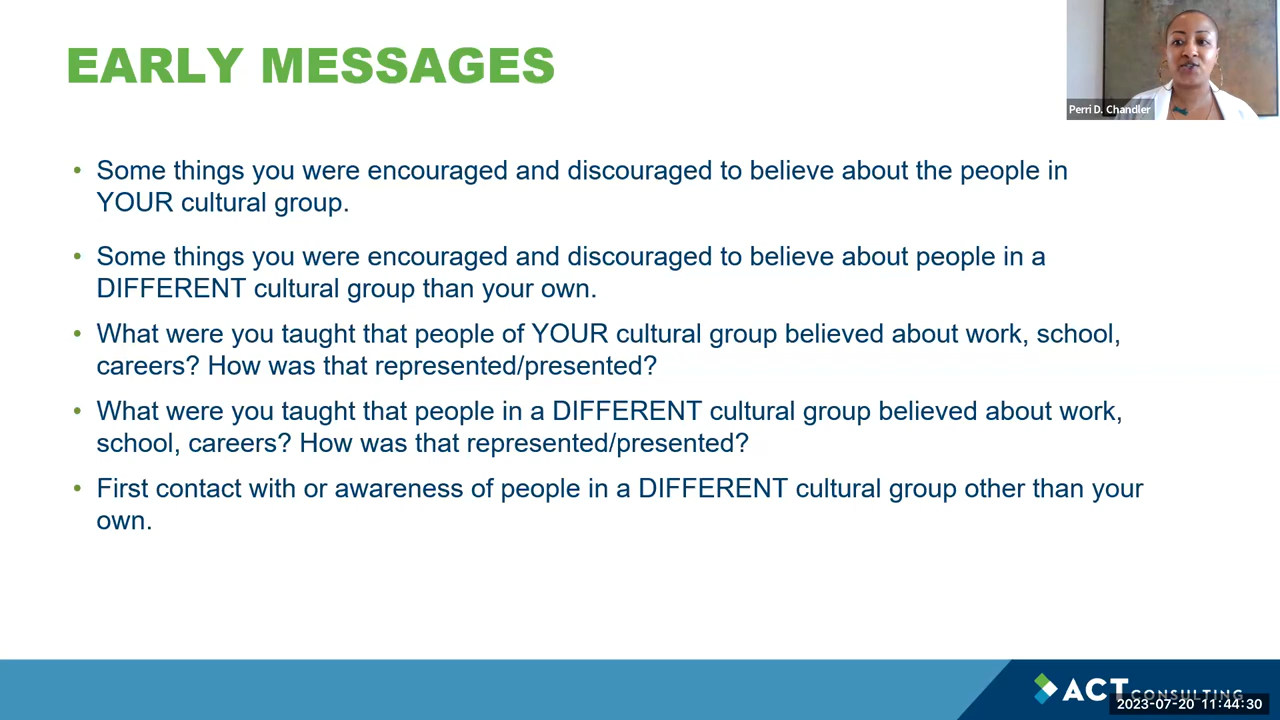 EARLY MESSAGES
Perri D. Chandler
• Some things you were encouraged and discouraged to believe about the people in
YOUR cultural group.
• Some things you were encouraged and discouraged to believe about people in a
DIFFERENT cultural group than your own.
• What were you taught that people of YOUR cultural group believed about work, school,
careers? How was that represented/presented?
• What were you taught that people in a DIFFERENT cultural group believed about work,
school, careers? How was that represented/presented?
• First contact with or awareness of people in a DIFFERENT cultural group other than your
own.
ACT CONSULTING
2023-07-20 11:44:30